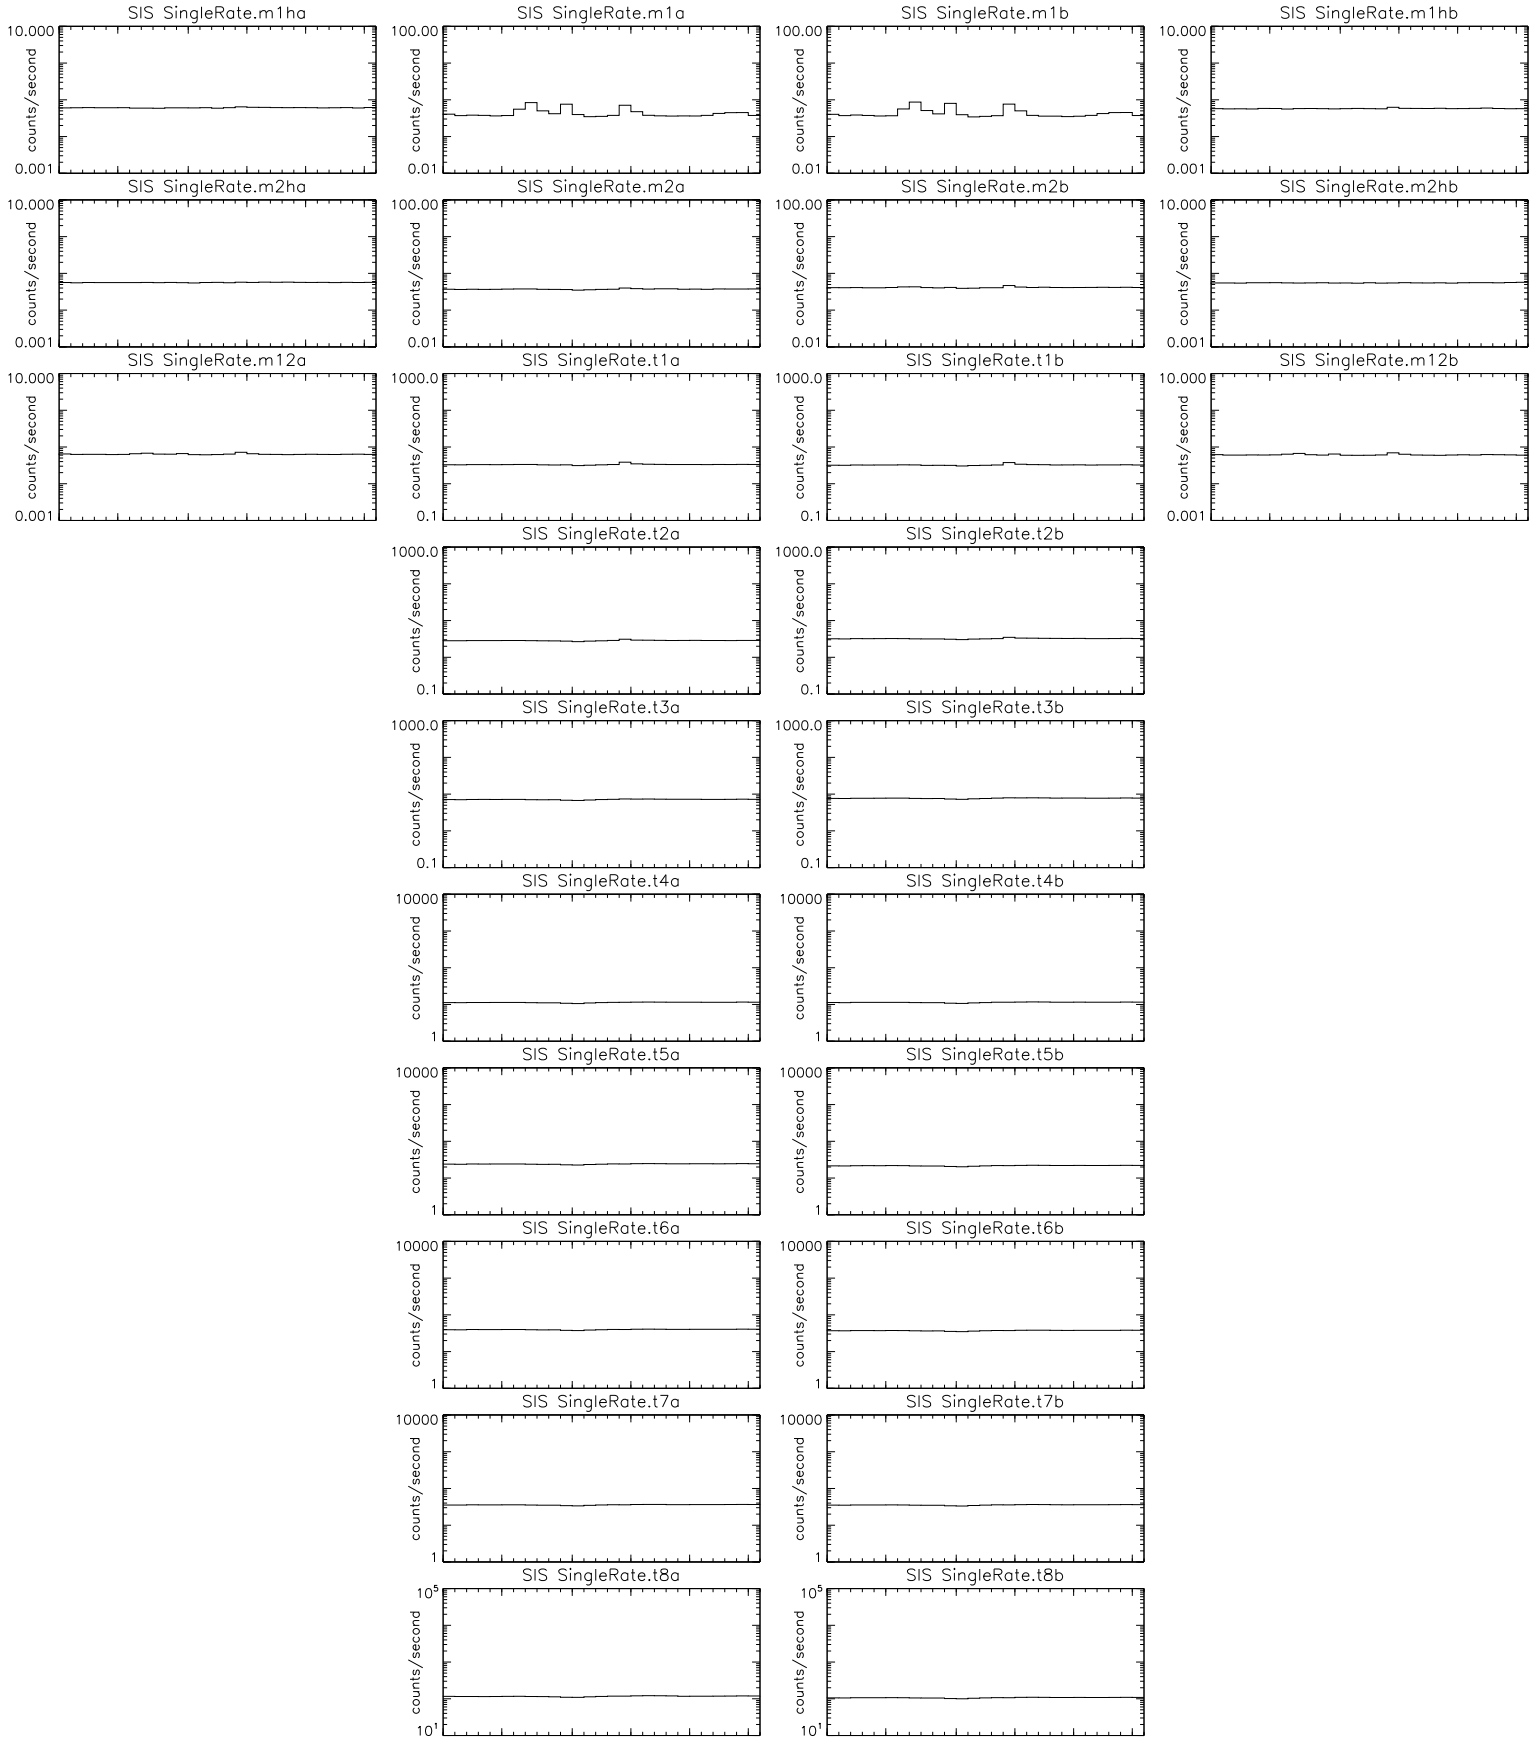 SIS SingleRate.m1ha SIS SingleRate.m1a SIS SingleRate.m1b SIS SingleRate.m1hb
10.000 100.00 100.00 10.000
counts/second counts/second counts/second counts/second
0.001 0.01 0.01 0.001
SIS SingleRate.m2ha SIS SingleRate.m2a SIS SingleRate.m2b SIS SingleRate.m2hb
10.000 100.00 100.00 10.000
counts/second counts/second counts/second counts/second
0.001 0.01 0.01 0.001
SIS SingleRate.m12a SIS SingleRate.t1a SIS SingleRate.t1b SIS SingleRate.m12b
10.000 1000.0 1000.0 10.000
counts/second counts/second counts/second counts/second
0.001 0.1 0.1 0.001
SIS SingleRate.t2a SIS SingleRate.t2b
1000.0 1000.0
counts/second counts/second
0.1 0.1
SIS SingleRate.t3a SIS SingleRate.t3b
1000.0 1000.0
counts/second counts/second
0.1 0.1
SIS SingleRate.t4a SIS SingleRate.t4b
10000 10000
counts/second counts/second
1 1
SIS SingleRate.t5a SIS SingleRate.t5b
10000 10000
counts/second counts/second
1 1
SIS SingleRate.t6a SIS SingleRate.t6b
10000 10000
counts/second counts/second
1 1
SIS SingleRate.t7a SIS SingleRate.t7b
10000 10000
counts/second counts/second
1 1
SIS SingleRate.t8a SIS SingleRate.t8b
10⁵ 10⁵
counts/second counts/second
10¹ 10¹